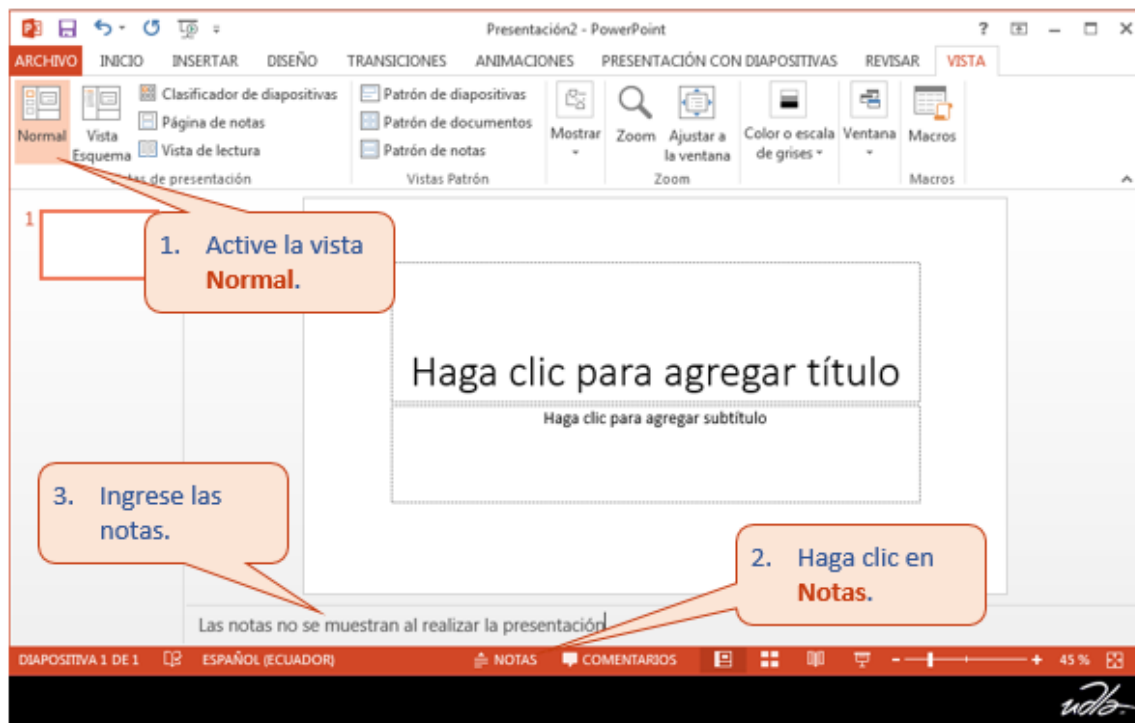 Presentación2 - PowerPoint
ARCHIVO INICIO INSERTAR DISEÑO TRANSICIONES ANIMACIONES PRESENTACIÓN CON DIAPOSITIVAS REVISAR VISTA
Normal
Vista Esquema
Clasificador de diapositivas
Página de notas
Vista de lectura
de presentación
Patrón de diapositivas
Patrón de documentos
Patrón de notas
Vistas Patrón
Mostrar
Zoom
Ajustar a la ventana
Zoom
Color o escala de grises
Ventana
Macros
Macros
1
1. Active la vista
Normal.
Haga clic para agregar título
Haga clic para agregar subtítulo
3. Ingrese las
notas.
2. Haga clic en
Notas.
Las notas no se muestran al realizar la presentación
DIAPOSITIVA 1 DE 1 ESPAÑOL (ECUADOR) NOTAS COMENTARIOS 45 %
udla-